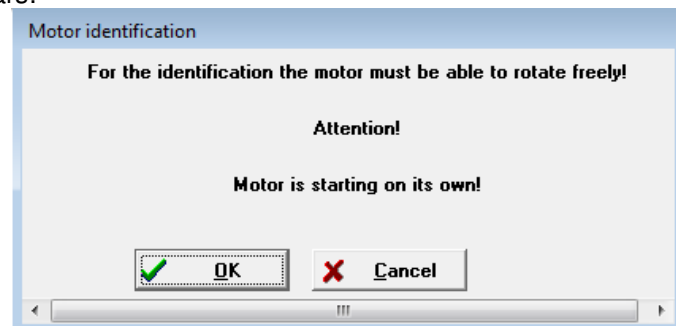 Motor identification
For the identification the motor must be able to rotate freely!
Attention!
Motor is starting on its own!
OK
Cancel